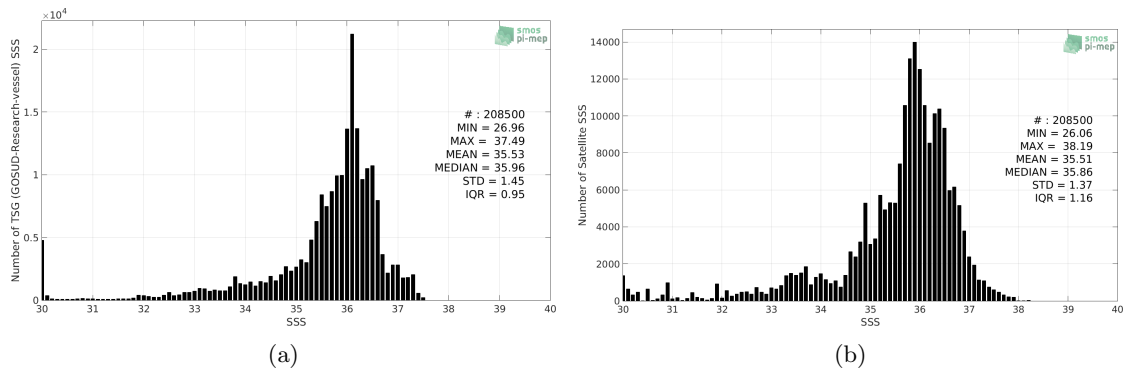 ×10⁴
2
1.5
1
0.5
0
Number of TSG (GOSUD-Research-vessel) SSS
smos
pi-mep
# : 208500
MIN = 26.96
MAX = 37.49
MEAN = 35.53
MEDIAN = 35.96
STD = 1.45
IQR = 0.95
30 31 32 33 34 35 36 37 38 39 40
SSS
(a)
14000
12000
10000
8000
6000
4000
2000
0
Number of Satellite SSS
smos
pi-mep
# : 208500
MIN = 26.06
MAX = 38.19
MEAN = 35.51
MEDIAN = 35.86
STD = 1.37
IQR = 1.16
30 31 32 33 34 35 36 37 38 39 40
SSS
(b)